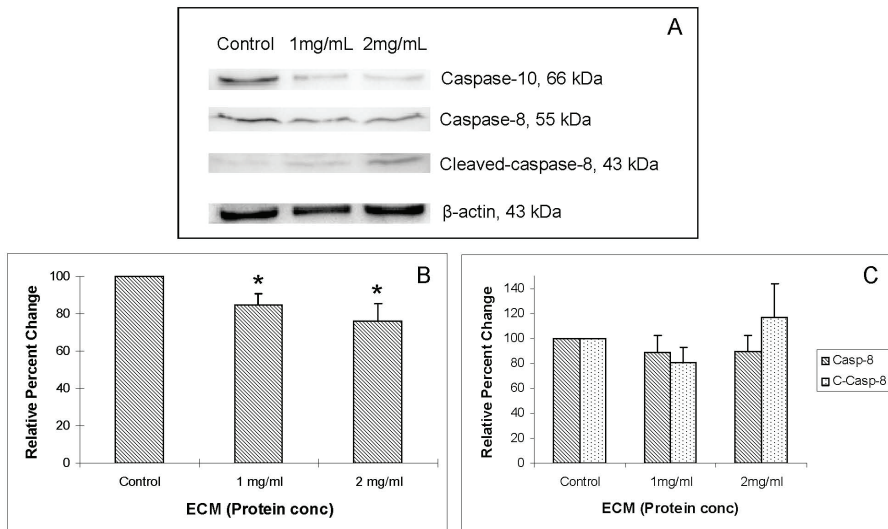 A
Control 1mg/mL 2mg/mL
Caspase-10, 66 kDa
Caspase-8, 55 kDa
Cleaved-caspase-8, 43 kDa
β-actin, 43 kDa
B
Relative Percent Change
100
80
60
40
20
0
* *
Control 1 mg/ml 2 mg/ml
ECM (Protein conc)
C
Relative Percent Change
140
120
100
80
60
40
20
0
Control 1mg/ml 2mg/ml
ECM (Protein conc)
Casp-8
C-Casp-8